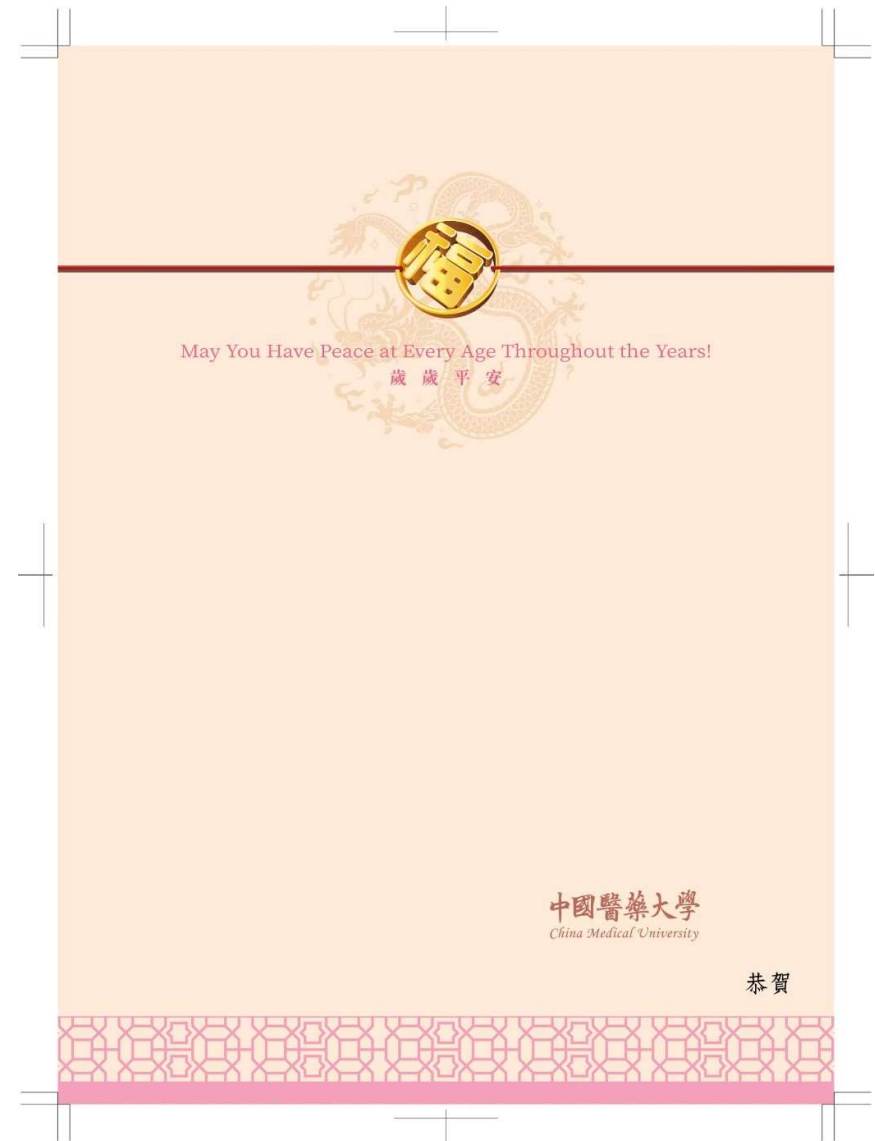 福
May You Have Peace at Every Age Throughout the Years!
歲歲平安
中國醫藥大學
China Medical University
恭賀